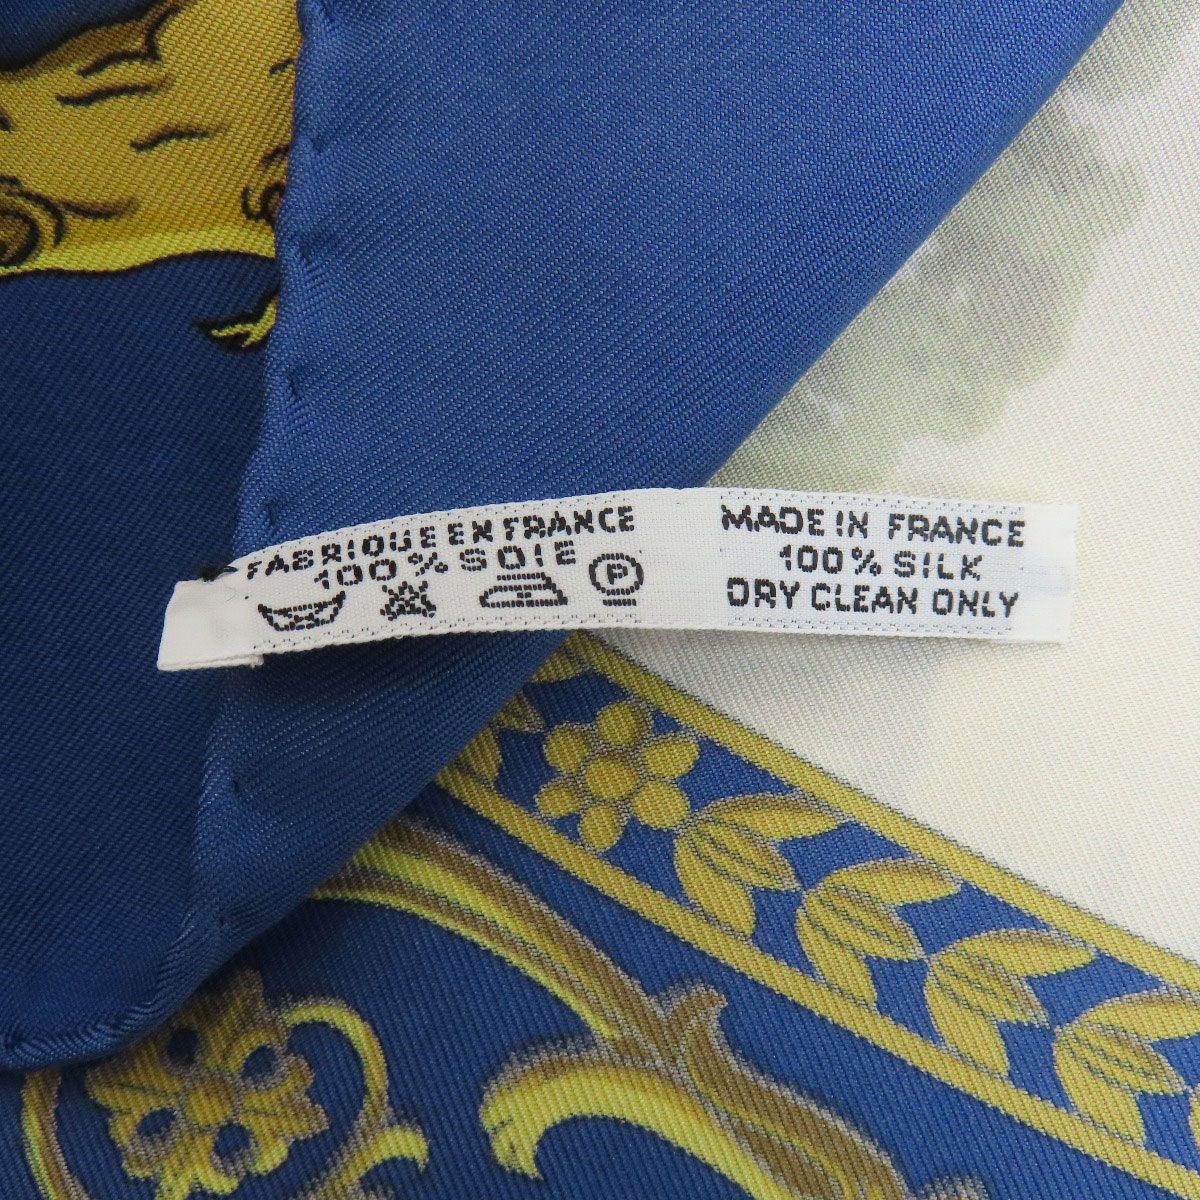 FABRIQUE EN FRANCE
100% SOIE
P
MADE IN FRANCE
100% SILK
DRY CLEAN ONLY